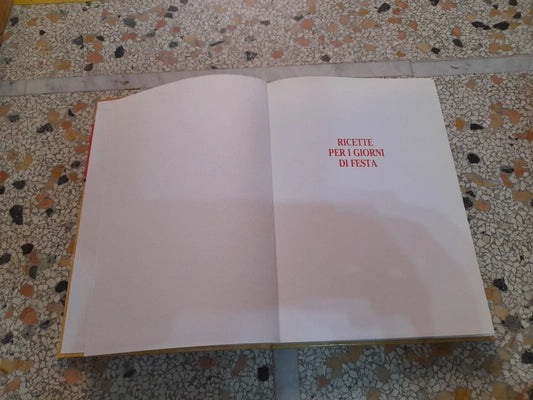 RICETTE
PER I GIORNI
DI FESTA